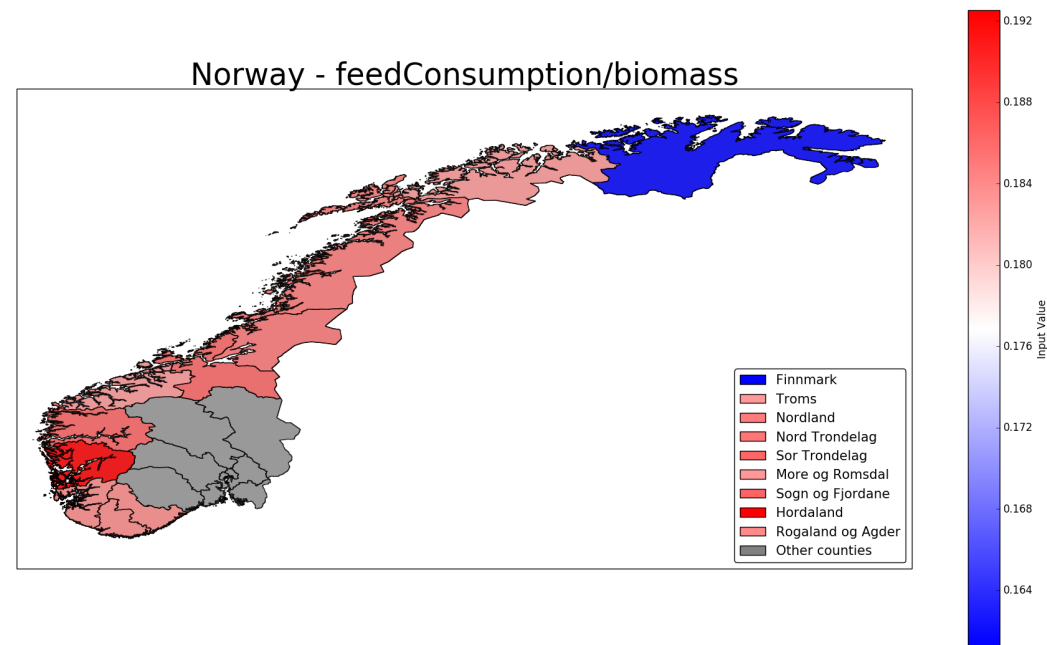 Norway - feedConsumption/biomass
Finnmark
Troms
Nordland
Nord Trondelag
Sor Trondelag
More og Romsdal
Sogn og Fjordane
Hordaland
Rogaland og Agder
Other counties
0.192
0.188
0.184
0.180
0.176
0.172
0.168
0.164
Input Value